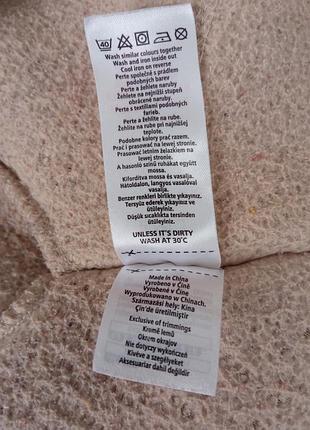 40
Wash similar colours together
Wash and iron inside out
Cool iron on reverse
Perte společně s prádlem
podobných barev
Perte a žehlete naruby
Žehlete na nejnižší stupeň
obrácené naruby.
Perte s textiliami podobných
farieb.
Perte a žehlite na rube.
Žehlite na rube při najnižšej
teplote.
Podobne kolory prać razem.
Prać i prasować na lewej
stronie.
Prasować letnim żelazkiem na
lewej stronie.
A hasonló színű ruhákat együtt
mossa.
Kifordítva mossa és vasalja.
Hátoldalon, langyos vasalóval
vasalja.
Benzer renkleri birlikte yıkayınız.
Tersyüz ederek yıkayınız ve
ütüleyiniz.
Düşük sıcaklıkta tersinden
ütüleyiniz.
UNLESS IT'S DIRTY
WASH AT 30°C
Made in China
Vyrobeno v Číně
Vyrobené v Číne
Wyprodukowano w Chinach.
Származási hely: Kína
Çin'de üretilmiştir
Exclusive of trimmings
Kromě lemů
Okrem okrajov
Nie dotyczy wykończeń
Kivéve a szegélyeket
Aksesuarlar dahil değildir